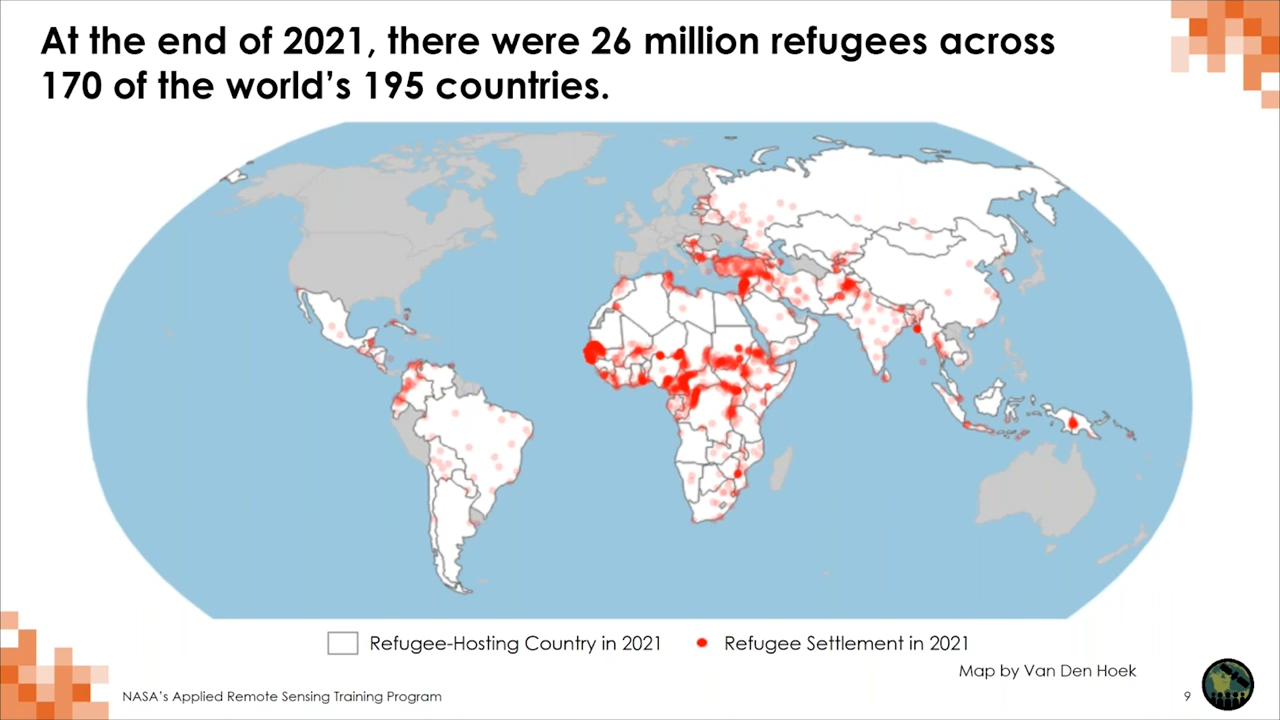 At the end of 2021, there were 26 million refugees across
170 of the world’s 195 countries.
Refugee-Hosting Country in 2021
Refugee Settlement in 2021
Map by Van Den Hoek
NASA’s Applied Remote Sensing Training Program
9